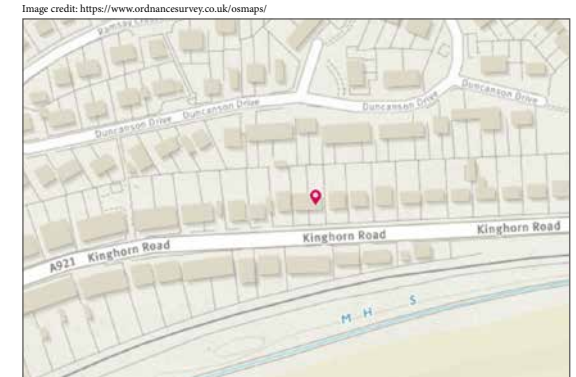 Image credit: https://www.ordnancesurvey.co.uk/osmaps/
Ramsay Crescent
Duncanson Drive
Duncanson Drive
Duncanson Drive
Duncanson Drive
A921 Kinghorn Road
Kinghorn Road
Kinghorn Road
M H S